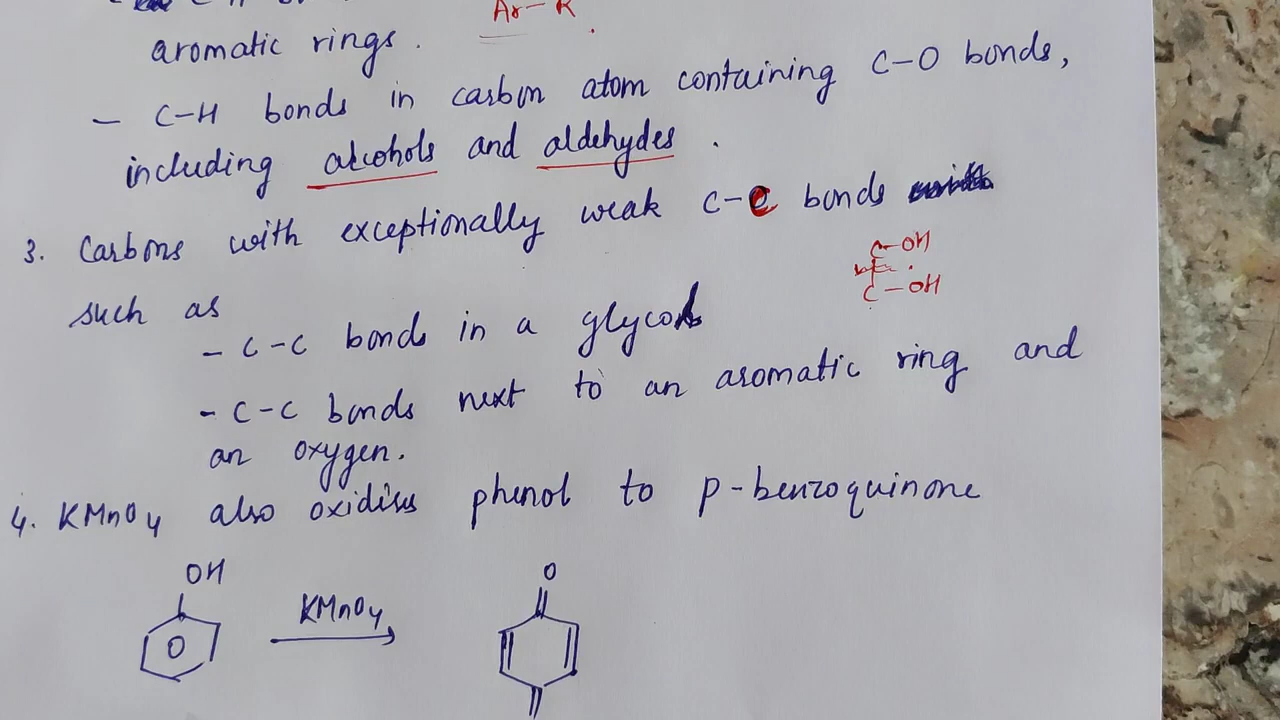 C-H
Ar-R
aromatic rings.
- C-H bonds in carbon atom containing C-O bonds,
including alcohols and aldehydes.
3. Carbons with exceptionally weak C-C bonds
C-OH
C-OH
such as
- C-C bonds in a glycol
- C-C bonds next to an aromatic ring and
an oxygen.
4. KMnO4 also oxidises phenol to p-benzoquinone
OH
KMnO4
O